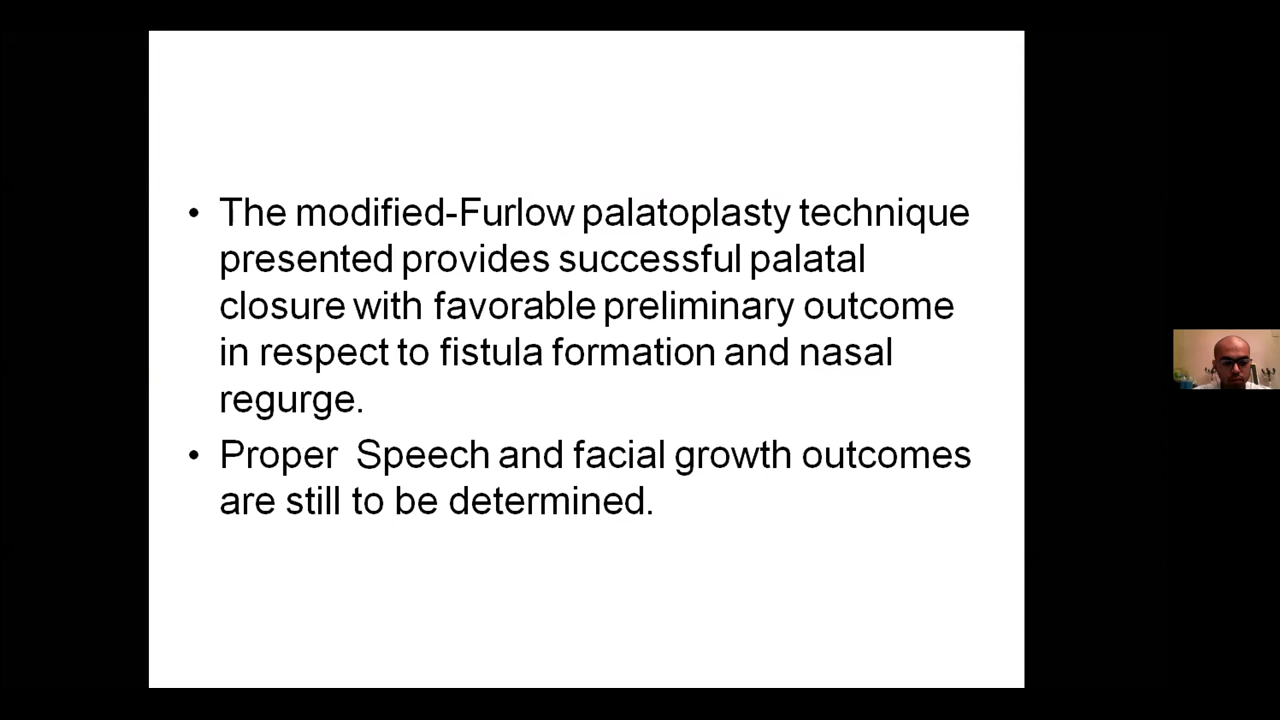 • The modified-Furlow palatoplasty technique
presented provides successful palatal
closure with favorable preliminary outcome
in respect to fistula formation and nasal
regurge.
• Proper  Speech and facial growth outcomes
are still to be determined.